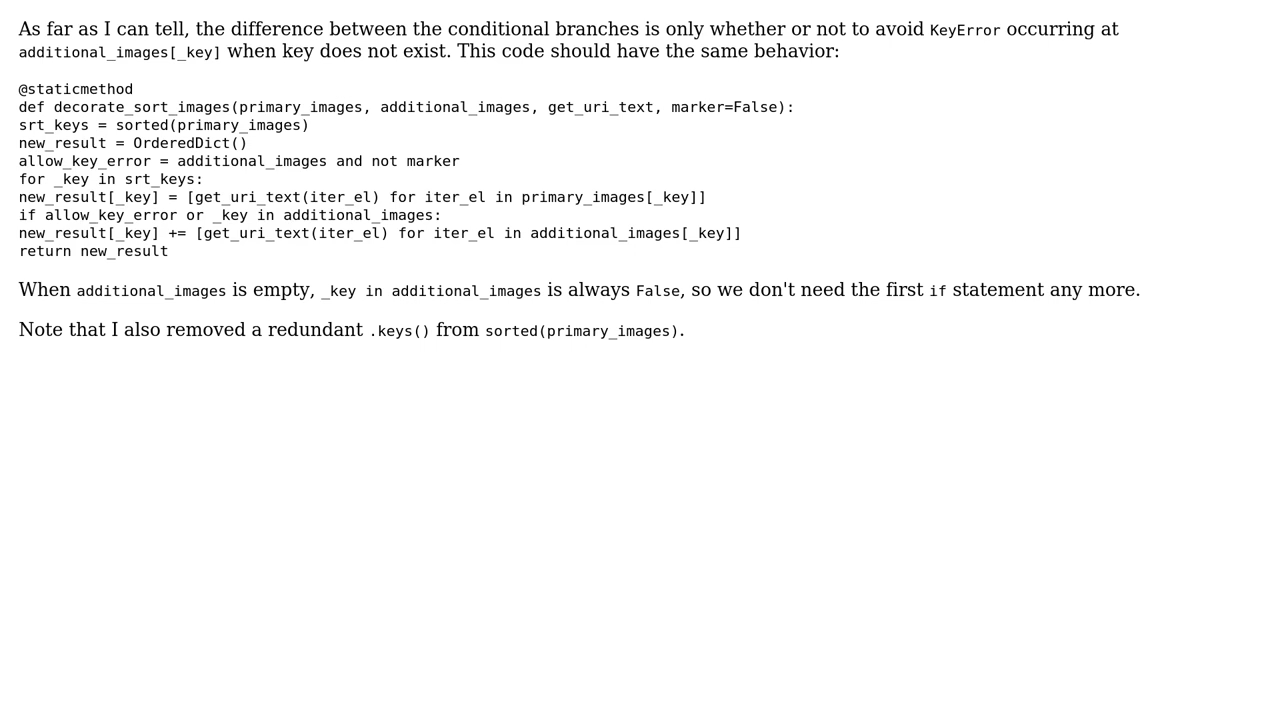 As far as I can tell, the difference between the conditional branches is only whether or not to avoid KeyError occurring at
additional_images[_key] when key does not exist. This code should have the same behavior:
@staticmethod
def decorate_sort_images(primary_images, additional_images, get_uri_text, marker=False):
srt_keys = sorted(primary_images)
new_result = OrderedDict()
allow_key_error = additional_images and not marker
for _key in srt_keys:
new_result[_key] = [get_uri_text(iter_el) for iter_el in primary_images[_key]]
if allow_key_error or _key in additional_images:
new_result[_key] += [get_uri_text(iter_el) for iter_el in additional_images[_key]]
return new_result
When additional_images is empty, _key in additional_images is always False, so we don't need the first if statement any more.
Note that I also removed a redundant .keys() from sorted(primary_images).